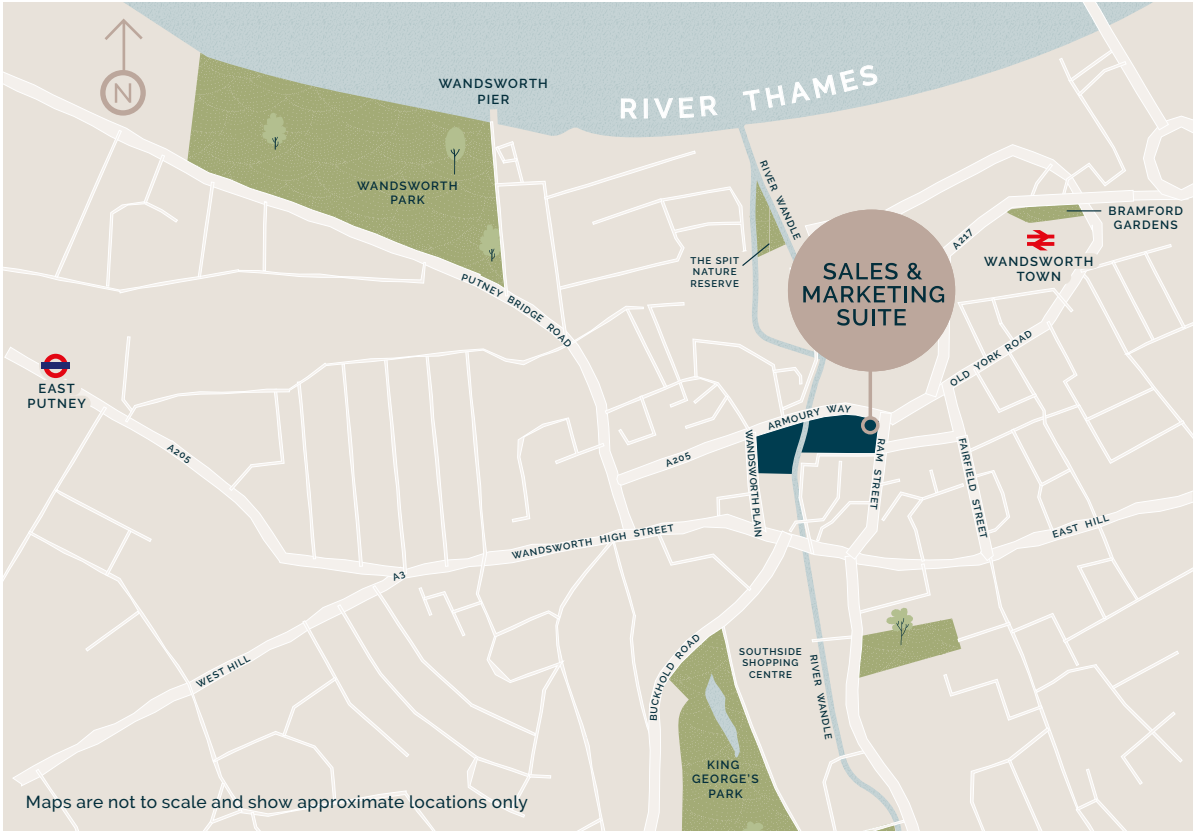 N
WANDSWORTH
PIER
RIVER THAMES
WANDSWORTH
PARK
RIVER WANDLE
BRAMFORD
GARDENS
A217
THE SPIT
NATURE
RESERVE
WANDSWORTH
TOWN
SALES &
MARKETING
SUITE
PUTNEY BRIDGE ROAD
OLD YORK ROAD
EAST
PUTNEY
ARMOURY WAY
A205
A205
WANDSWORTH PLAIN
RAM STREET
FAIRFIELD STREET
WANDSWORTH HIGH STREET
EAST HILL
A3
WEST HILL
BUCKHOLD ROAD
SOUTHSIDE
SHOPPING
CENTRE
RIVER WANDLE
KING
GEORGE'S
PARK
Maps are not to scale and show approximate locations only